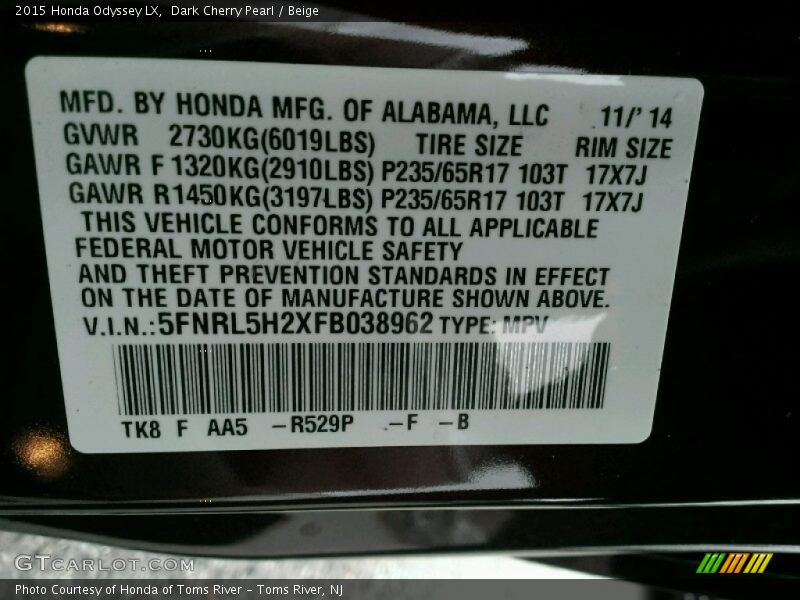 2015 Honda Odyssey LX, Dark Cherry Pearl / Beige
MFD. BY HONDA MFG. OF ALABAMA, LLC 11/' 14
GVWR 2730KG(6019LBS) TIRE SIZE RIM SIZE
GAWR F 1320KG(2910LBS) P235/65R17 103T 17X7J
GAWR R1450KG(3197LBS) P235/65R17 103T 17X7J
THIS VEHICLE CONFORMS TO ALL APPLICABLE
FEDERAL MOTOR VEHICLE SAFETY
AND THEFT PREVENTION STANDARDS IN EFFECT
ON THE DATE OF MANUFACTURE SHOWN ABOVE.
V.I.N.:5FNRL5H2XFB038962 TYPE: MPV
TK8 F AA5 -R529P -F -B
GTCARLOT.COM
Photo Courtesy of Honda of Toms River - Toms River, NJ